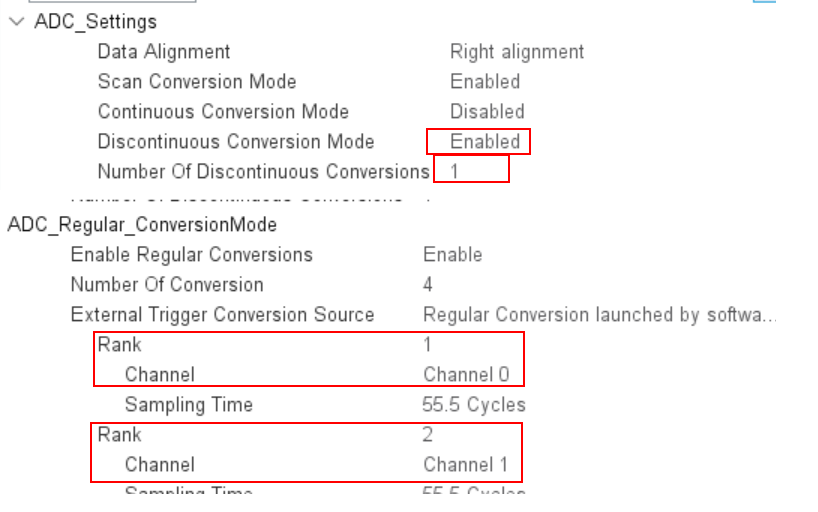 ADC_Settings
Data Alignment Right alignment
Scan Conversion Mode Enabled
Continuous Conversion Mode Disabled
Discontinuous Conversion Mode Enabled
Number Of Discontinuous Conversions 1
ADC_Regular_ConversionMode
Enable Regular Conversions Enable
Number Of Conversion 4
External Trigger Conversion Source Regular Conversion launched by softwa...
Rank 1
Channel Channel 0
Sampling Time 55.5 Cycles
Rank 2
Channel Channel 1
Sampling Time 55.5 Cycles